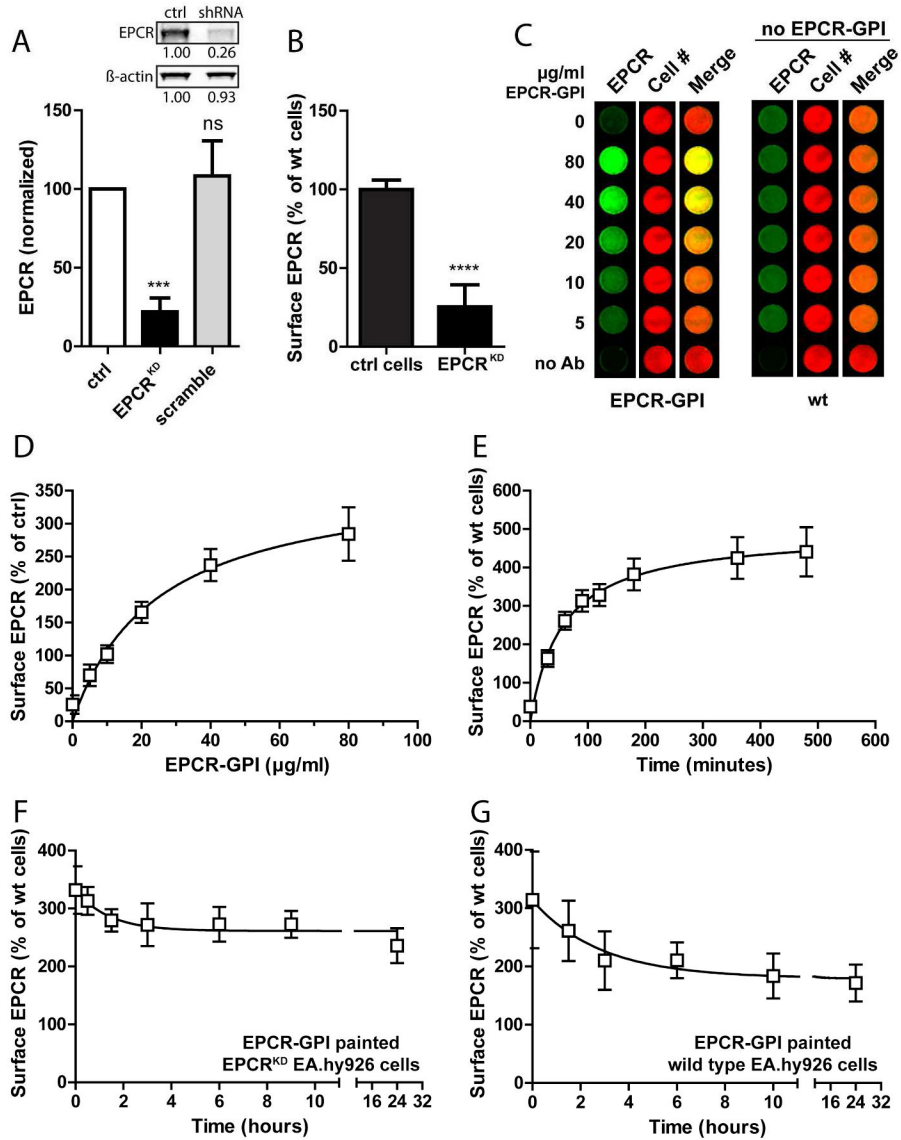 A
ctrl shRNA
EPCR
1.00 0.26
ß-actin
1.00 0.93
EPCR (normalized)
150
100
50
0
***
ns
ctrl
EPCR^KD
scramble
B
Surface EPCR (% of wt cells)
150
100
50
0
****
ctrl cells EPCR^KD
C
no EPCR-GPI
µg/ml
EPCR-GPI
EPCR Cell # Merge
EPCR Cell # Merge
0
80
40
20
10
5
no Ab
EPCR-GPI
wt
D
Surface EPCR (% of ctrl)
350
300
250
200
150
100
50
0
0 20 40 60 80 100
EPCR-GPI (µg/ml)
E
Surface EPCR (% of wt cells)
600
500
400
300
200
100
0
0 100 200 300 400 500 600
Time (minutes)
F
Surface EPCR (% of wt cells)
400
300
200
100
0
EPCR-GPI painted
EPCR^KD EA.hy926 cells
0 2 4 6 8 10 16 24 32
Time (hours)
G
Surface EPCR (% of wt cells)
400
300
200
100
0
EPCR-GPI painted
wild type EA.hy926 cells
0 2 4 6 8 10 16 24 32
Time (hours)